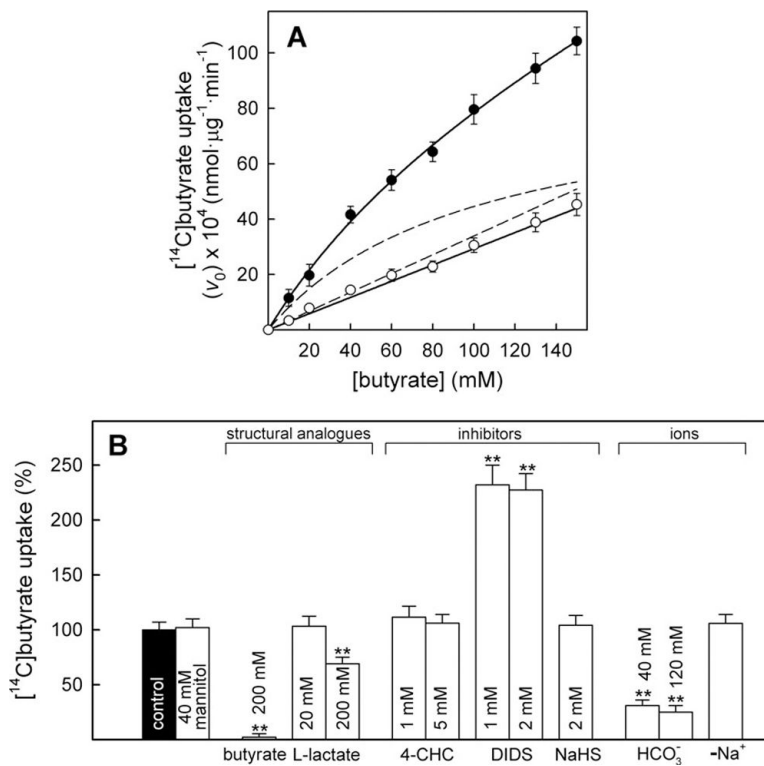 A
[¹⁴C]butyrate uptake
(v₀) x 10⁴ (nmol·µg⁻¹·min⁻¹)
100
80
60
40
20
20 40 60 80 100 120 140
[butyrate] (mM)
B
structural analogues inhibitors ions
[¹⁴C]butyrate uptake (%)
250
200
150
100
50
control
40 mM
mannitol
200 mM
**
20 mM
200 mM
**
1 mM
5 mM
1 mM
**
2 mM
**
2 mM
40 mM
**
120 mM
**
butyrate L-lactate 4-CHC DIDS NaHS HCO₃⁻ -Na⁺